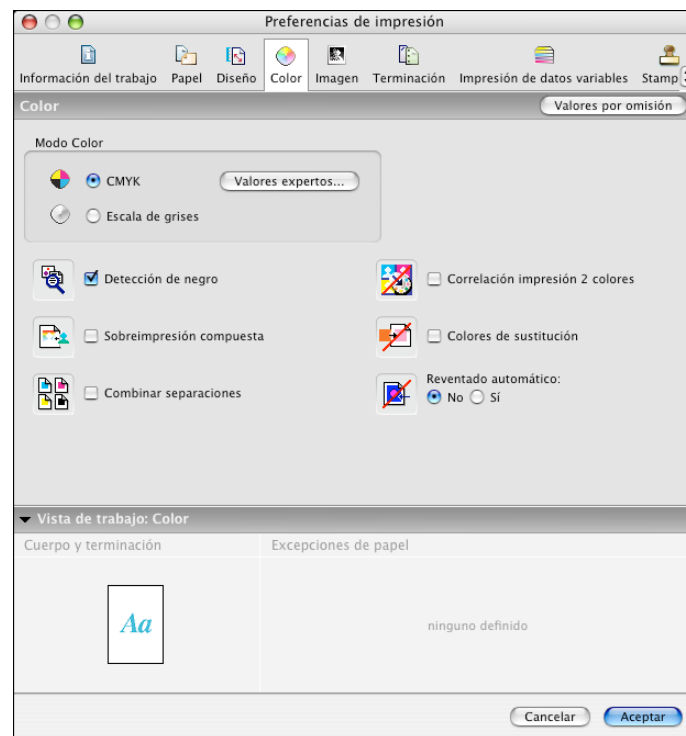 Preferencias de impresión
Información del trabajo Papel Diseño Color Imagen Terminación Impresión de datos variables Stamp
Color Valores por omisión
Modo Color
CMYK Valores expertos...
Escala de grises
Detección de negro Correlación impresión 2 colores
Sobreimpresión compuesta Colores de sustitución
Combinar separaciones Reventado automático:
No Sí
Vista de trabajo: Color
Cuerpo y terminación Excepciones de papel
Aa ninguno definido
Cancelar Aceptar